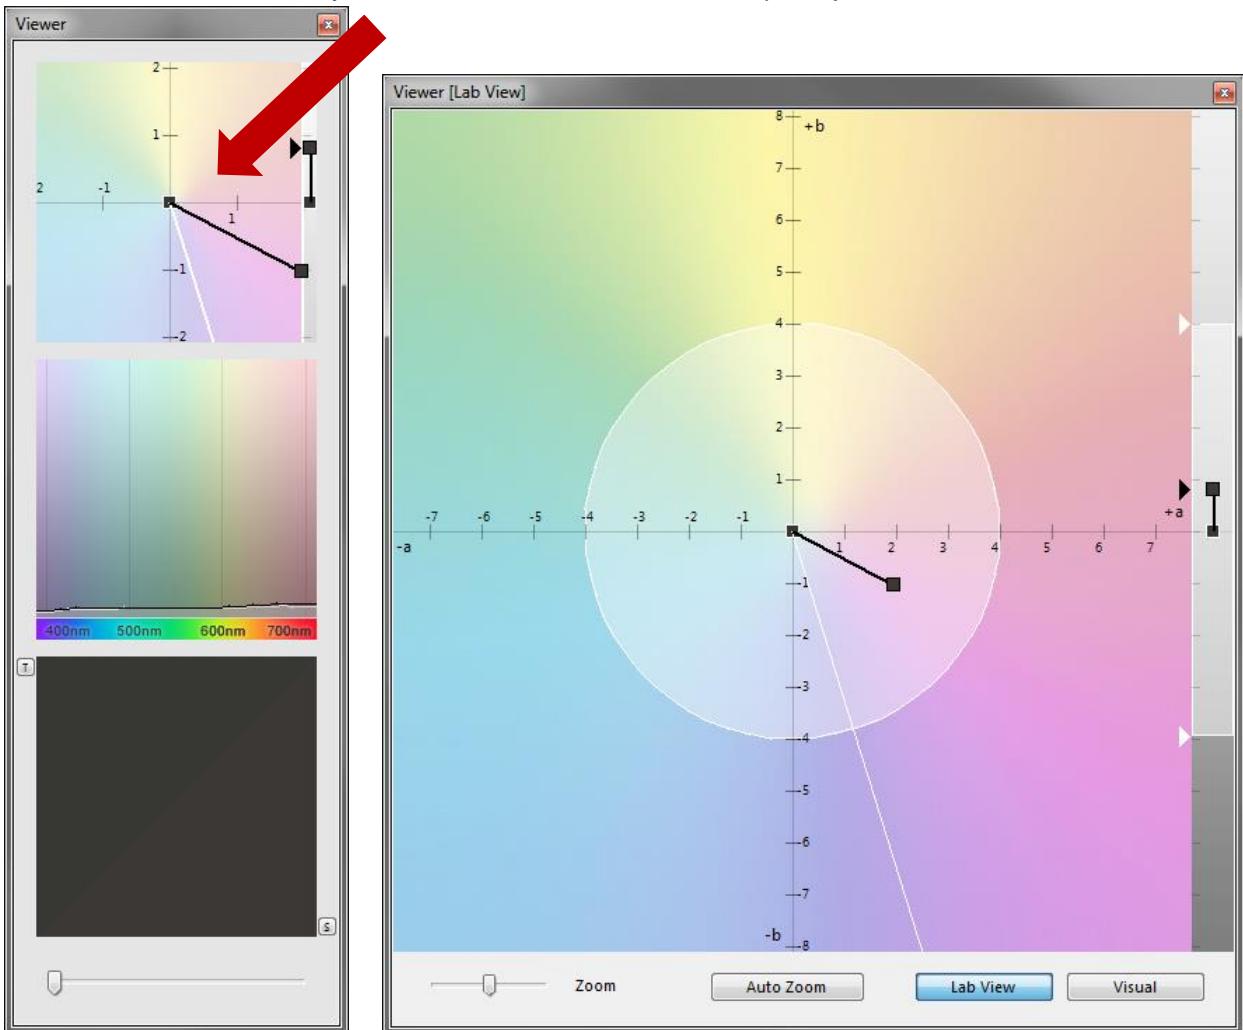 Viewer
2
1
2 -1
1
-1
-2
400nm 500nm 600nm 700nm
T
S
Viewer [Lab View]
8 +b
7
6
5
4
3
2
1
-7 -6 -5 -4 -3 -2 -1
+a
-a
1 2 3 4 5 6 7
-1
-2
-3
-4
-5
-6
-7
-b
-8
Zoom Auto Zoom Lab View Visual